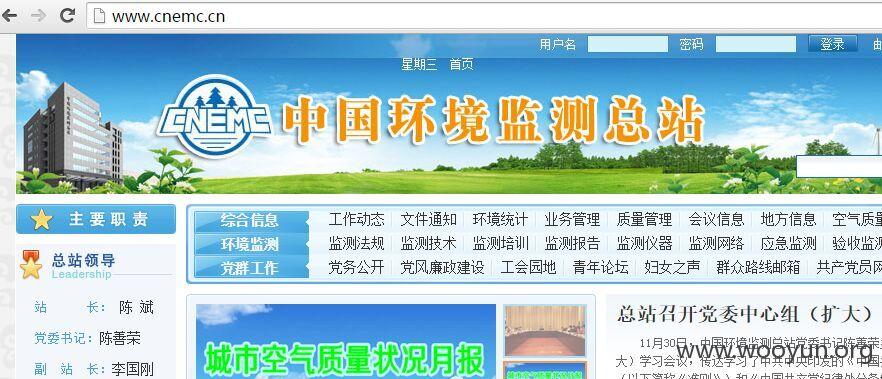 www.cnemc.cn
用户名 密码 登录
星期三 首页
CNEMC 中国环境监测总站
主要职责
综合信息 工作动态 文件通知 环境统计 业务管理 质量管理 会议信息 地方信息 空气质
环境监测 监测法规 监测技术 监测培训 监测报告 监测仪器 监测网络 应急监测 验收监
党群工作 党务公开 党风廉政建设 工会园地 青年论坛 妇女之声 群众路线邮箱 共产党员网
总站领导
Leadership
站 长: 陈 斌
党委书记: 陈善荣
副 站 长: 李国刚
城市空气质量状况月报
总站召开党委中心组（扩大）
11月30日，中国环境监测总站党委书记陈善荣
大）学习会议，传达学习了中共中央印发的《中国
www.wooyun.org